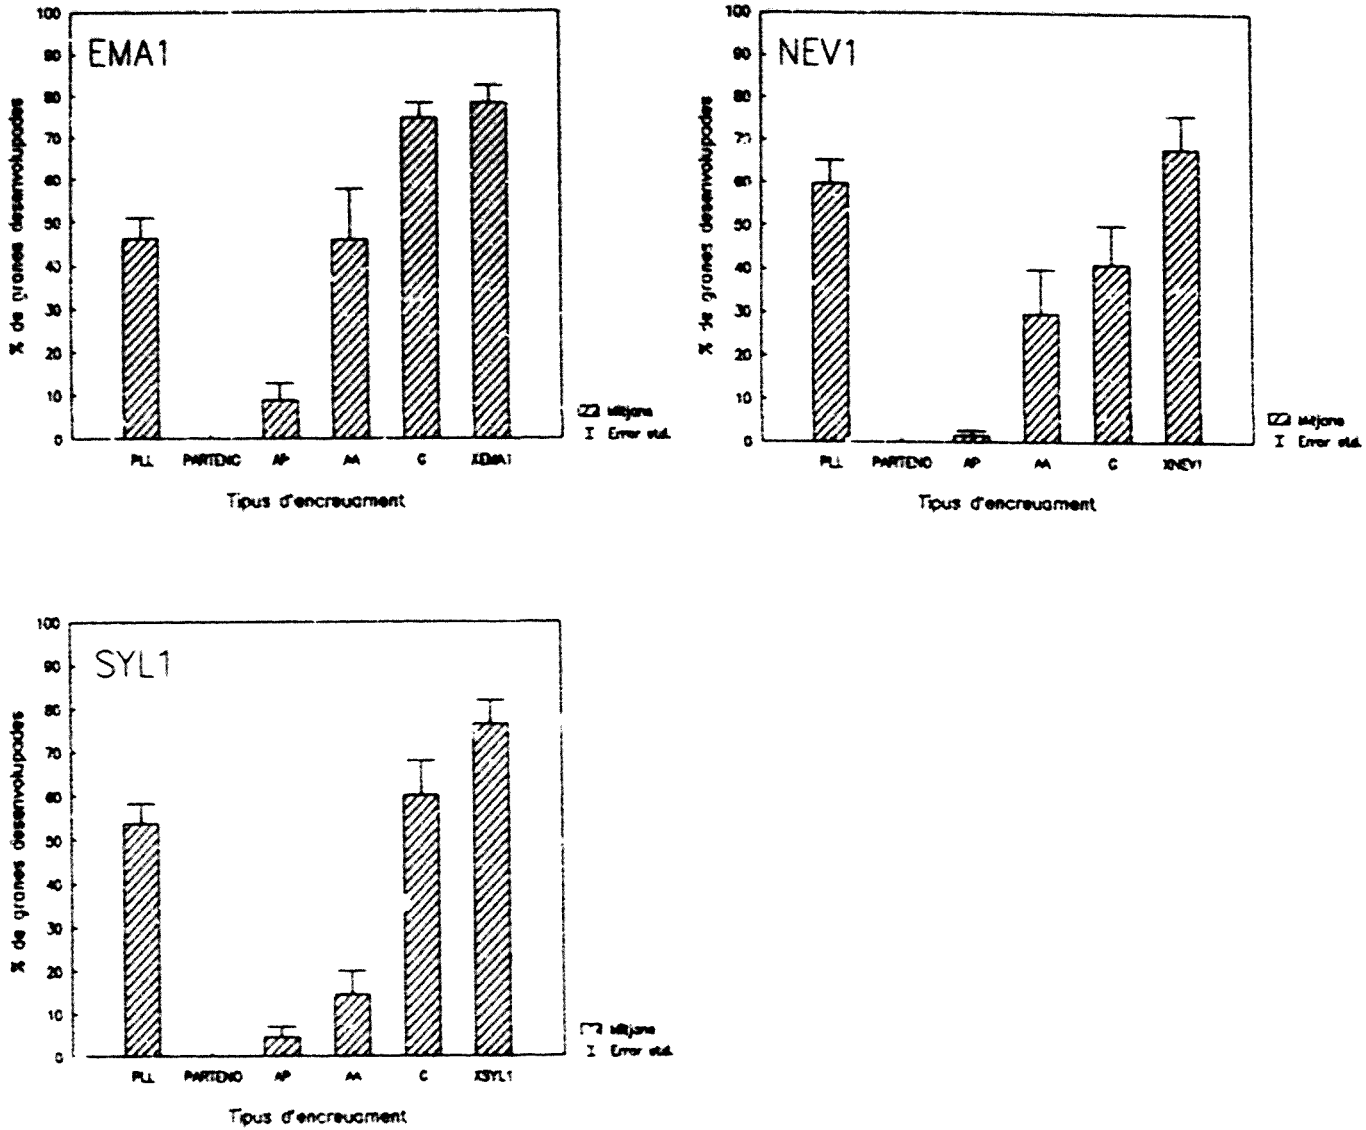 EMA1
% de granes desenvolupades
100
90
80
70
60
50
40
30
20
10
0
PLL PARTENO AP AA G XEMA1
Tipus d'encreuament
Mitjana
Error std.
NEV1
% de granes desenvolupades
100
90
80
70
60
50
40
30
20
10
0
PLL PARTENO AP AA G XNEV1
Tipus d'encreuament
Mitjana
Error std.
SYL1
% de granes desenvolupades
100
90
80
70
60
50
40
30
20
10
0
PLL PARTENO AP AA G XSYL1
Tipus d'encreuament
Mitjana
Error std.